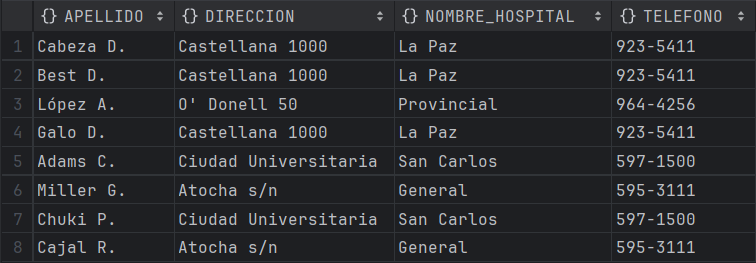 {} APELLIDO {} DIRECCION {} NOMBRE_HOSPITAL {} TELEFONO
1 Cabeza D. Castellana 1000 La Paz 923-5411
2 Best D. Castellana 1000 La Paz 923-5411
3 López A. O' Donell 50 Provincial 964-4256
4 Galo D. Castellana 1000 La Paz 923-5411
5 Adams C. Ciudad Universitaria San Carlos 597-1500
6 Miller G. Atocha s/n General 595-3111
7 Chuki P. Ciudad Universitaria San Carlos 597-1500
8 Cajal R. Atocha s/n General 595-3111